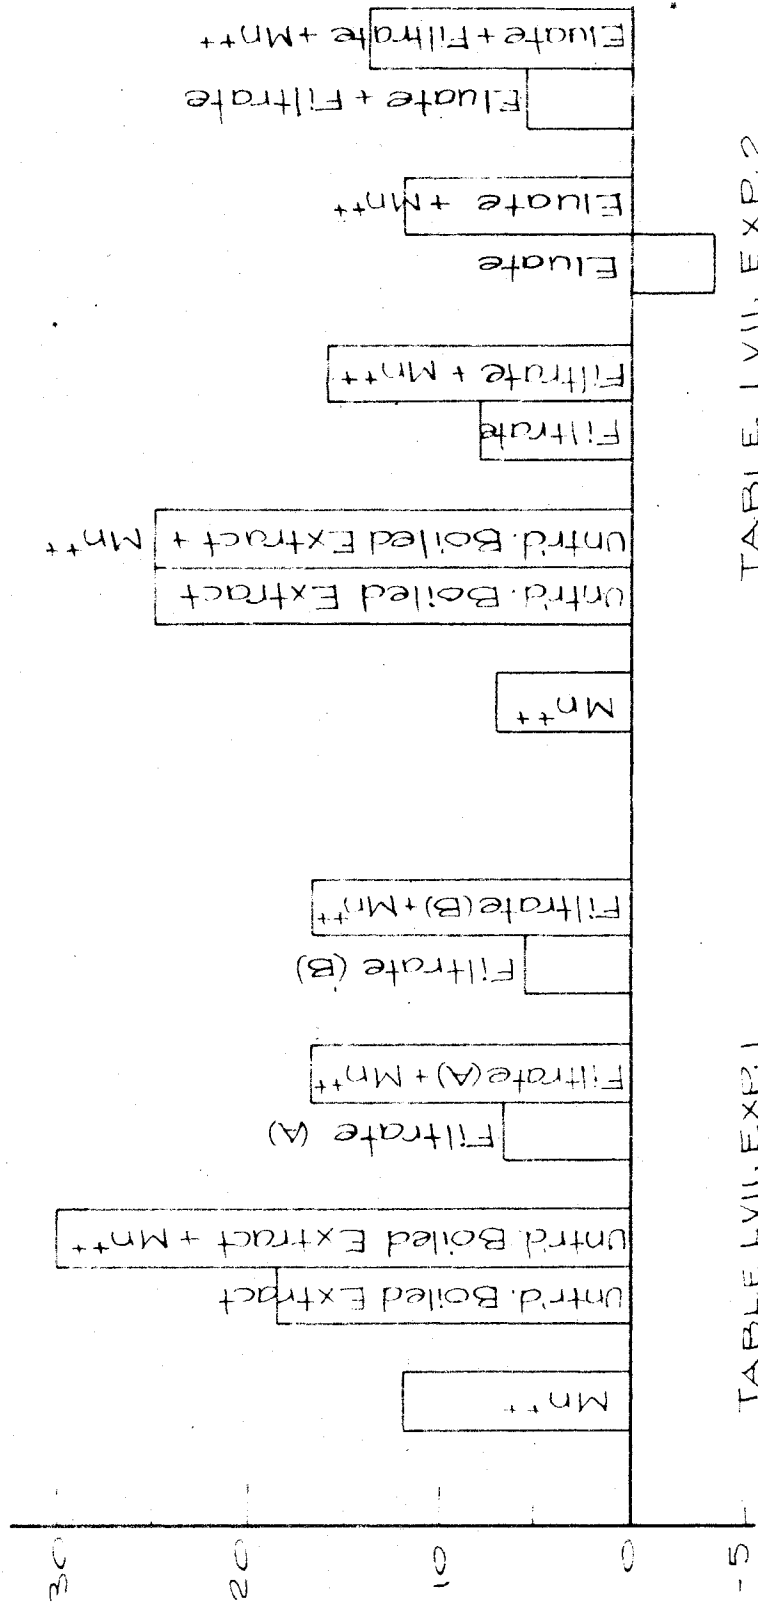 30
20
10
0
-5
Mn++
Untr'd. Boiled Extract
Untr'd. Boiled Extract + Mn++
Filtrate (A)
Filtrate (A) + Mn++
Filtrate (B)
Filtrate (B) + Mn++
TABLE LVII, EXP. 1
Mn++
Untr'd. Boiled Extract
Untr'd. Boiled Extract + Mn++
Filtrate
Filtrate + Mn++
Eluate
Eluate + Mn++
Eluate + Filtrate
Eluate + Filtrate + Mn++
TABLE LVII, EXP. 2